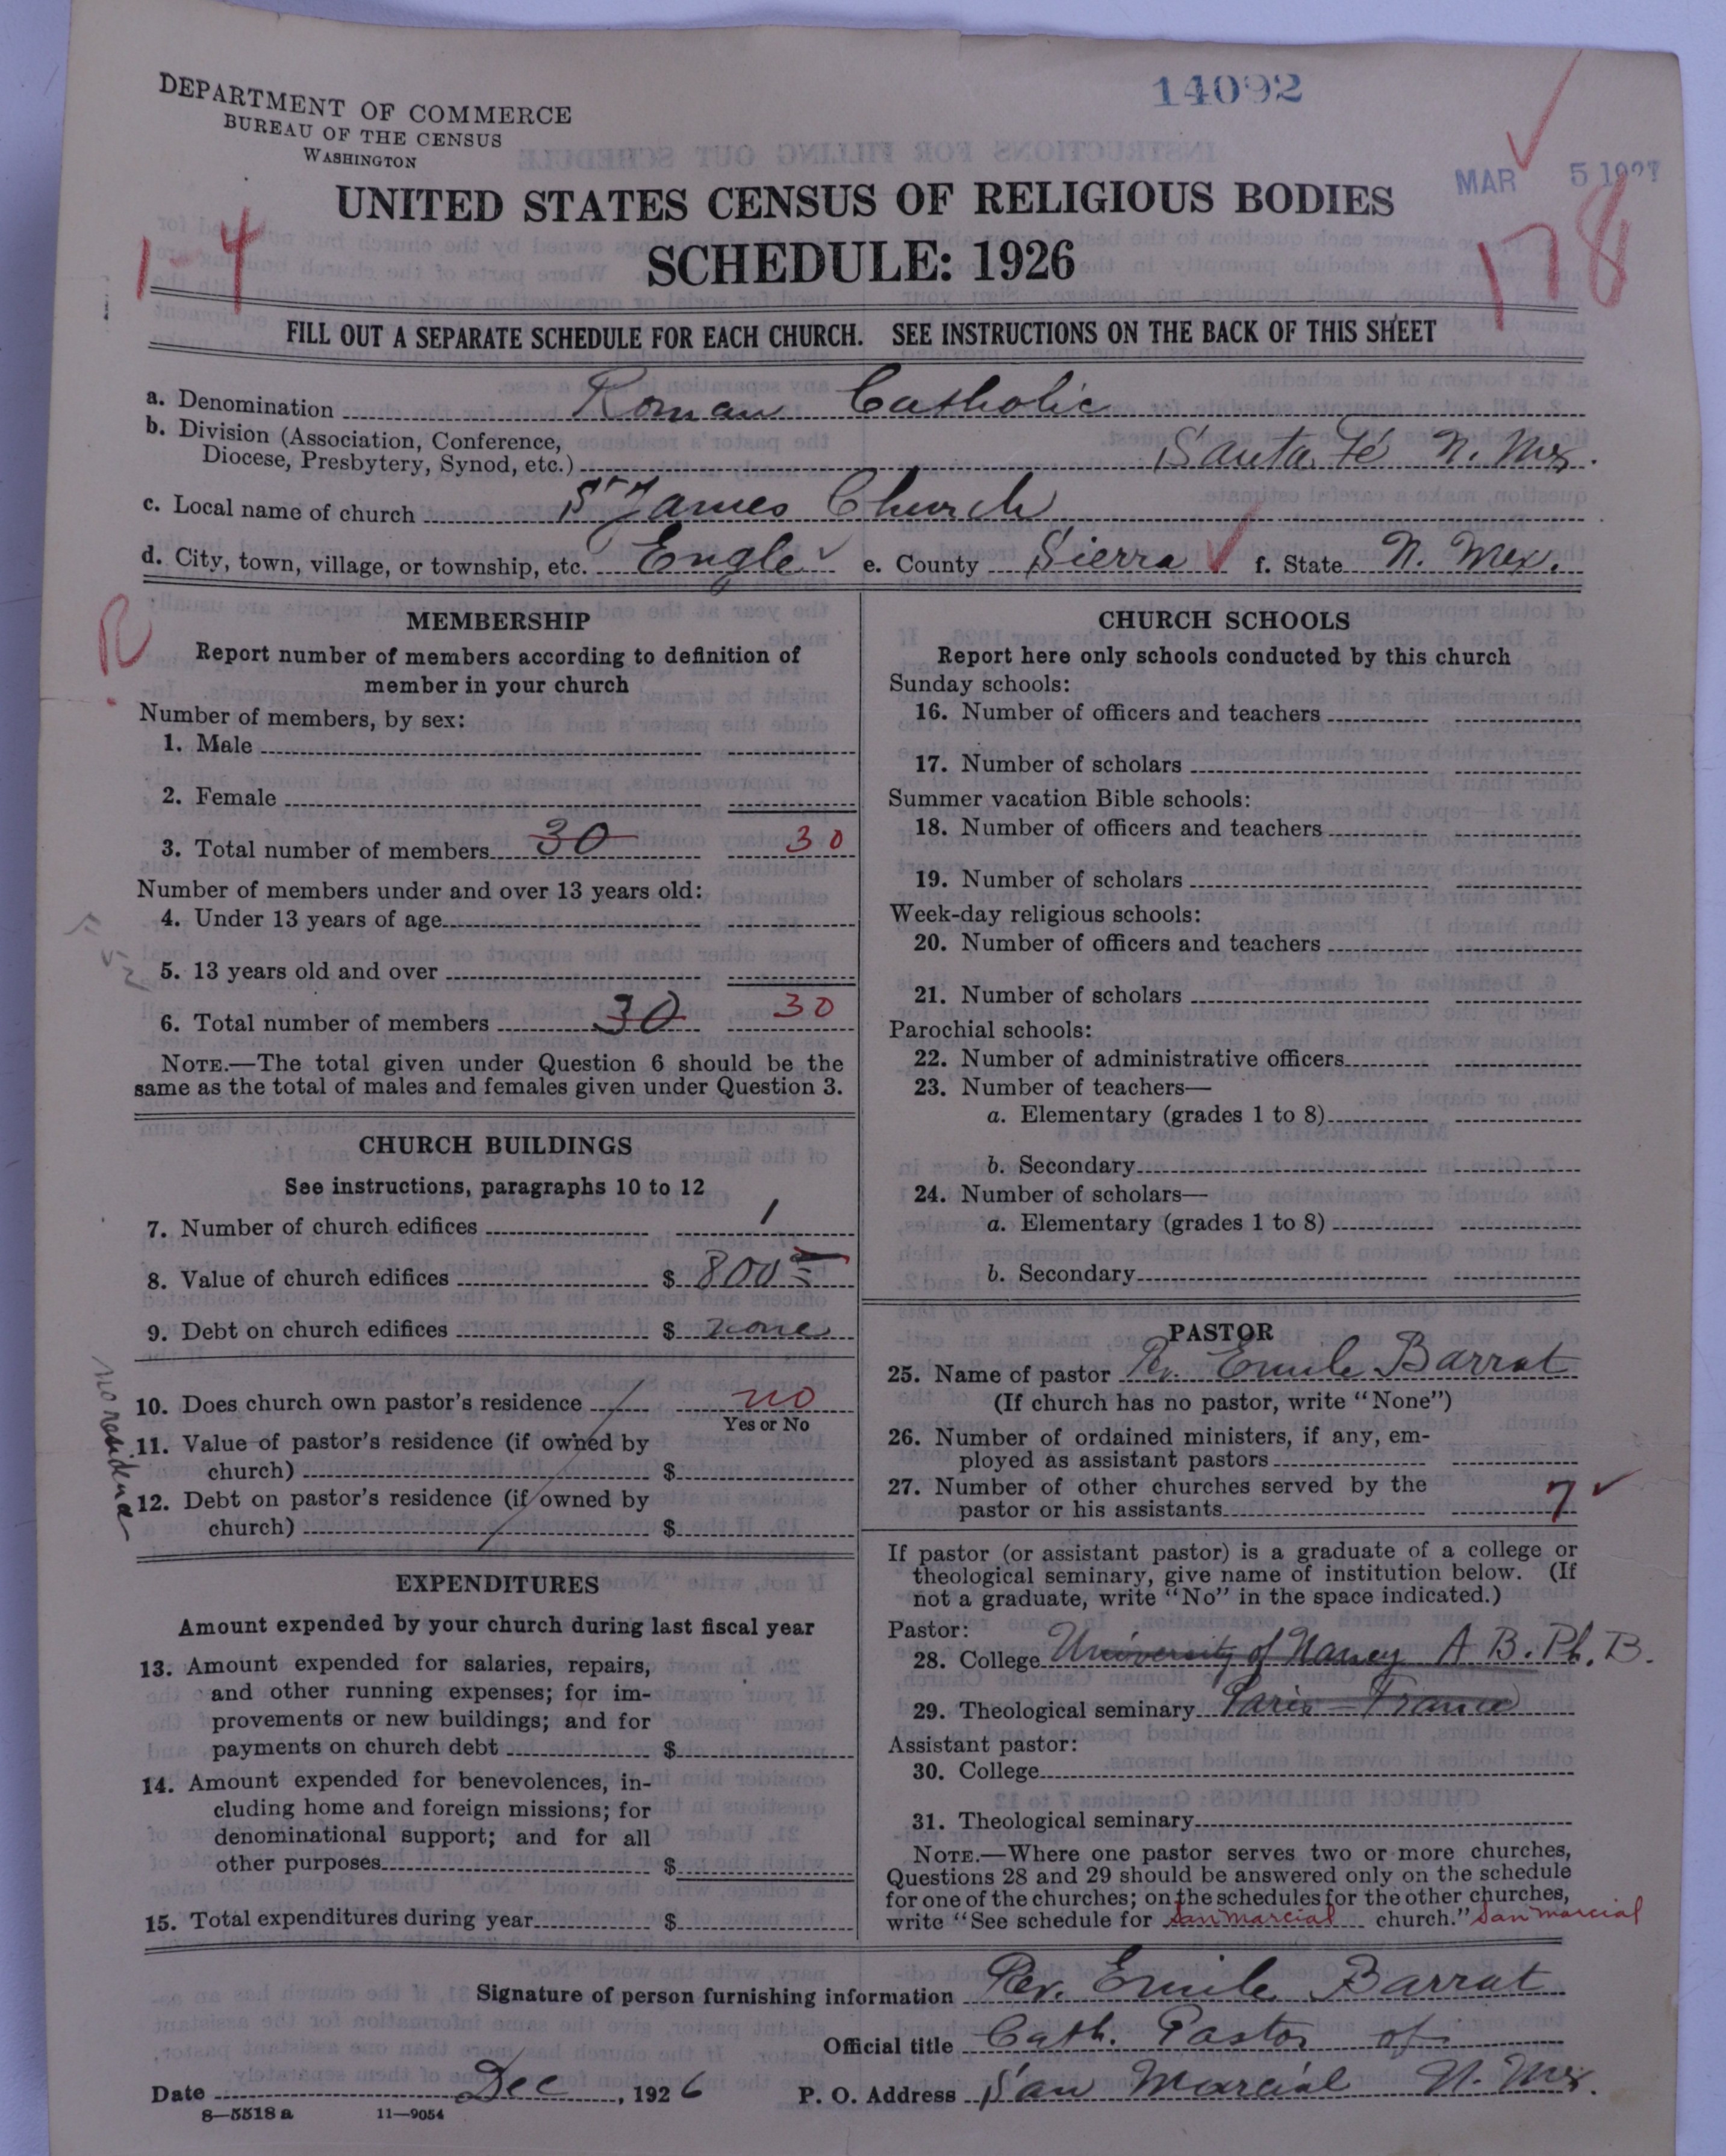 DEPARTMENT OF COMMERCE
BUREAU OF THE CENSUS
WASHINGTON
14092
MAR 5 1927
UNITED STATES CENSUS OF RELIGIOUS BODIES
SCHEDULE: 1926
1-4
178
FILL OUT A SEPARATE SCHEDULE FOR EACH CHURCH. SEE INSTRUCTIONS ON THE BACK OF THIS SHEET
a. Denomination Roman Catholic
b. Division (Association, Conference,
Diocese, Presbytery, Synod, etc.) Santa Fé N. Mex.
c. Local name of church St James Church
d. City, town, village, or township, etc. Engle e. County Sierra f. State N. Mex.
R
MEMBERSHIP
Report number of members according to definition of
member in your church
Number of members, by sex:
1. Male
2. Female
3. Total number of members 30 30
Number of members under and over 13 years old:
4. Under 13 years of age
5. 13 years old and over
6. Total number of members 30 30
NOTE.—The total given under Question 6 should be the
same as the total of males and females given under Question 3.
CHURCH BUILDINGS
See instructions, paragraphs 10 to 12
7. Number of church edifices 1
8. Value of church edifices $ 800
9. Debt on church edifices $ none
no residence
10. Does church own pastor's residence no
Yes or No
11. Value of pastor's residence (if owned by
church) $
12. Debt on pastor's residence (if owned by
church) $
EXPENDITURES
Amount expended by your church during last fiscal year
13. Amount expended for salaries, repairs,
and other running expenses; for im-
provements or new buildings; and for
payments on church debt $
14. Amount expended for benevolences, in-
cluding home and foreign missions; for
denominational support; and for all
other purposes $
15. Total expenditures during year $
CHURCH SCHOOLS
Report here only schools conducted by this church
Sunday schools:
16. Number of officers and teachers
17. Number of scholars
Summer vacation Bible schools:
18. Number of officers and teachers
19. Number of scholars
Week-day religious schools:
20. Number of officers and teachers
21. Number of scholars
Parochial schools:
22. Number of administrative officers
23. Number of teachers—
a. Elementary (grades 1 to 8)
b. Secondary
24. Number of scholars—
a. Elementary (grades 1 to 8)
b. Secondary
PASTOR
25. Name of pastor Rv. Emile Barrat
(If church has no pastor, write "None")
26. Number of ordained ministers, if any, em-
ployed as assistant pastors
27. Number of other churches served by the
pastor or his assistants 7
If pastor (or assistant pastor) is a graduate of a college or
theological seminary, give name of institution below. (If
not a graduate, write "No" in the space indicated.)
Pastor:
28. College University of Nancy A B. Ph. B.
29. Theological seminary Paris—France
Assistant pastor:
30. College
31. Theological seminary
NOTE.—Where one pastor serves two or more churches,
Questions 28 and 29 should be answered only on the schedule
for one of the churches; on the schedules for the other churches,
write "See schedule for San Marcial church." San Marcial
Signature of person furnishing information Rev. Emile Barrat
Official title Cath. Pastor of
Date Dec, 1926 P. O. Address San Marcial N. Mex.
8—5518 a 11—9054